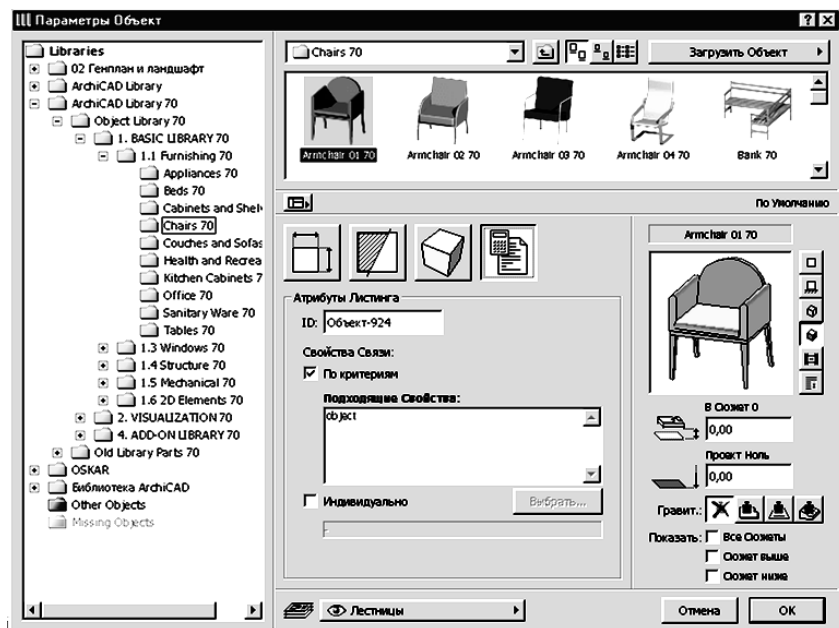 Параметры Объект
Libraries
02 Генплан и ландшафт
ArchiCAD Library
ArchiCAD Library 70
Object Library 70
1. BASIC LIBRARY 70
1.1 Furnishing 70
Appliances 70
Beds 70
Cabinets and Shelv
Chairs 70
Couches and Sofas
Health and Recrea
Kitchen Cabinets 7
Office 70
Sanitary Ware 70
Tables 70
1.3 Windows 70
1.4 Structure 70
1.5 Mechanical 70
1.6 2D Elements 70
2. VISUALIZATION 70
4. ADD-ON LIBRARY 70
Old Library Parts 70
OSKAR
Библиотека ArchiCAD
Other Objects
Missing Objects
Chairs 70
Загрузить Объект
Armchair 01 70 Armchair 02 70 Armchair 03 70 Armchair 04 70 Bank 70
По Умолчанию
Атрибуты Листинга
ID: Объект-924
Свойства Связи:
По критериям
Подходящие Свойства:
object
Индивидуально
Выбрать...
-
Лестницы
Armchair 01 70
В Сюжет 0
0,00
Проект Ноль
0,00
Гравит.:
Показать: Все Сюжеты
Сюжет выше
Сюжет ниже
Отмена
OK